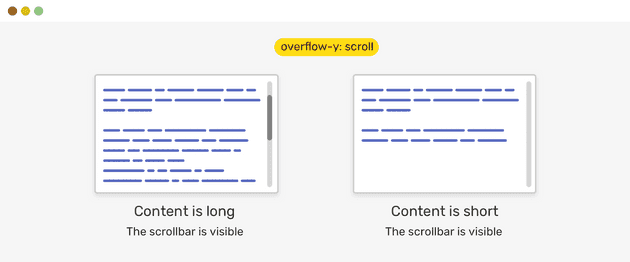 overflow-y: scroll
Content is long
The scrollbar is visible
Content is short
The scrollbar is visible